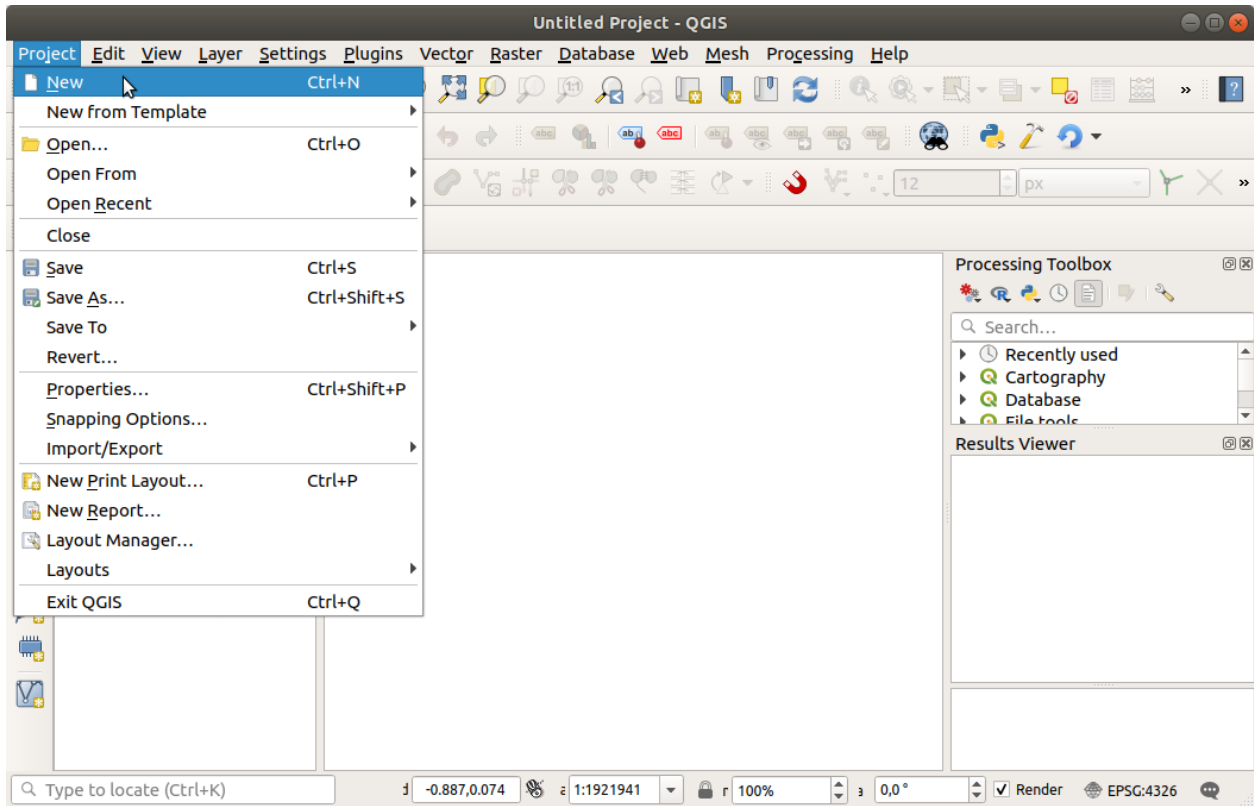 Untitled Project - QGIS
Project Edit View Layer Settings Plugins Vector Raster Database Web Mesh Processing Help
New Ctrl+N
New from Template
Open... Ctrl+O
Open From
Open Recent
Close
Save Ctrl+S
Save As... Ctrl+Shift+S
Save To
Revert...
Properties... Ctrl+Shift+P
Snapping Options...
Import/Export
New Print Layout... Ctrl+P
New Report...
Layout Manager...
Layouts
Exit QGIS Ctrl+Q
12 px
Processing Toolbox
Search...
Recently used
Cartography
Database
File tools
Results Viewer
Type to locate (Ctrl+K) -0.887,0.074 1:1921941 100% 0,0 ° Render EPSG:4326